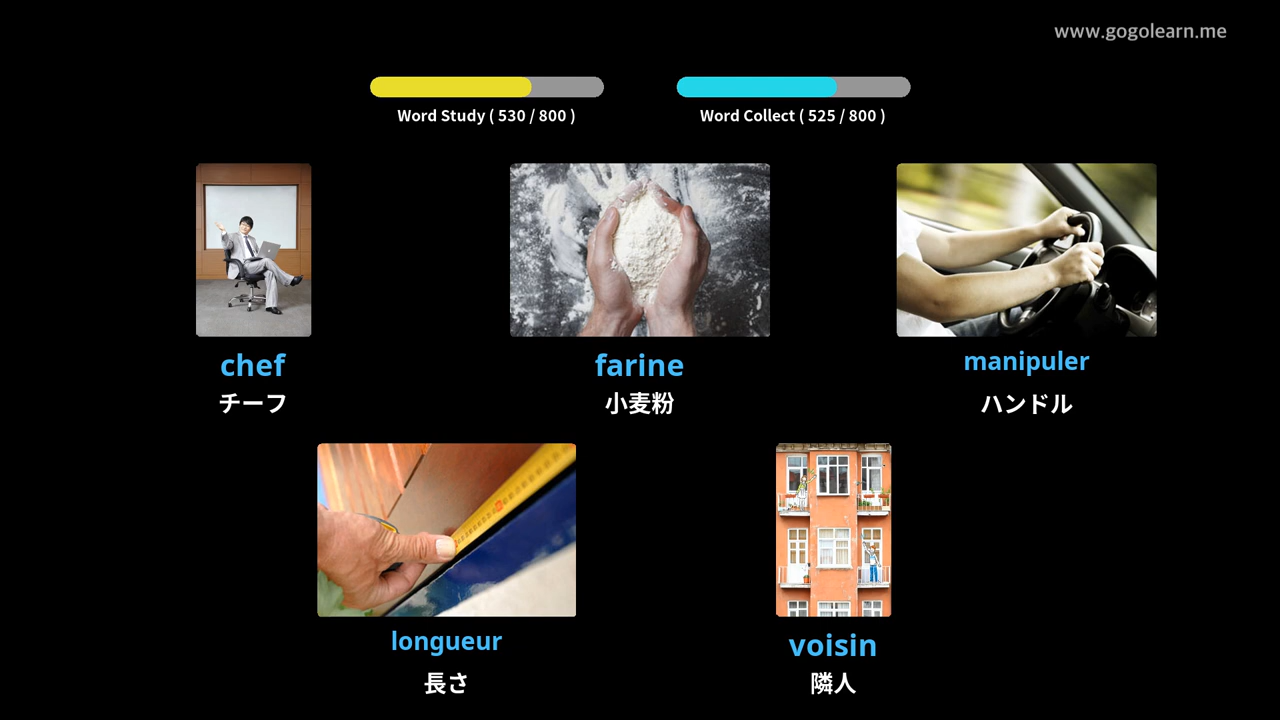 www.gogolearn.me
Word Study ( 530 / 800 )
Word Collect ( 525 / 800 )
chef
チーフ
farine
小麦粉
manipuler
ハンドル
longueur
長さ
voisin
隣人